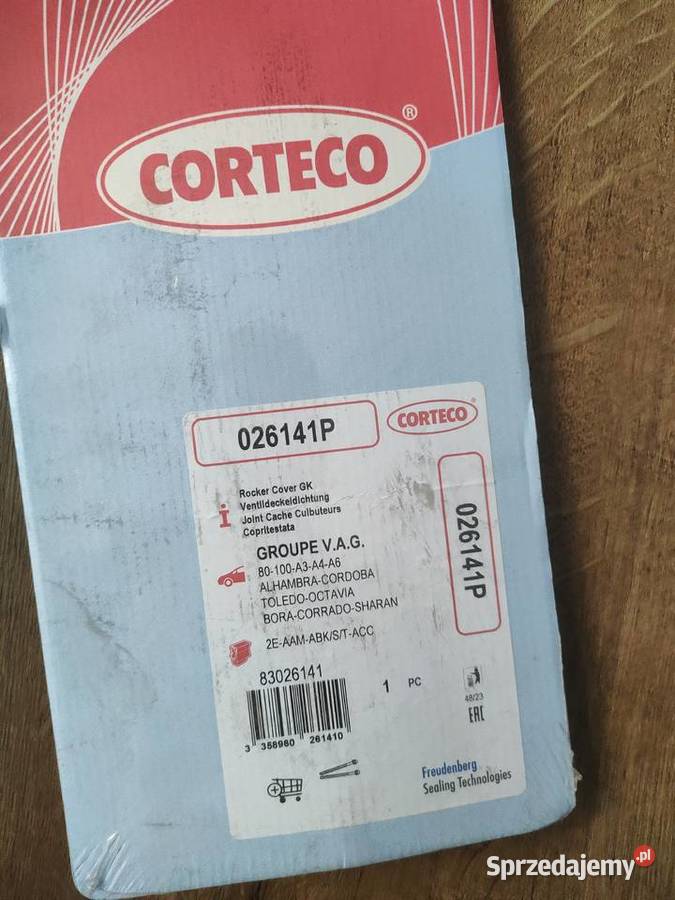 CORTECO®
026141P
CORTECO®
Rocker Cover GK
Ventildeckeldichtung
Joint Cache Culbuteurs
Copritestata
026141P
GROUPE V.A.G.
80-100-A3-A4-A6
ALHAMBRA-CORDOBA
TOLEDO-OCTAVIA
BORA-CORRADO-SHARAN
2E-AAM-ABK/S/T-ACC
83026141
1 PC
48/23
EAC
3 358960 261410
Freudenberg
Sealing Technologies
Sprzedajemy.pl